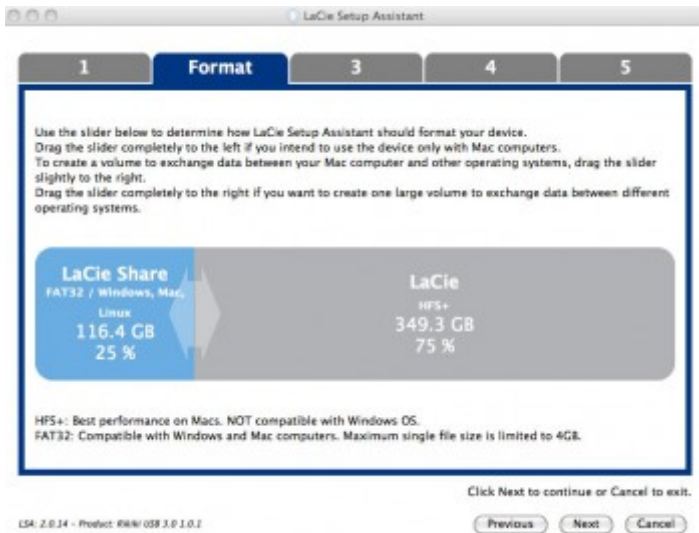 LaCie Setup Assistant
1 Format 3 4 5
Use the slider below to determine how LaCie Setup Assistant should format your device.
Drag the slider completely to the left if you intend to use the device only with Mac computers.
To create a volume to exchange data between your Mac computer and other operating systems, drag the slider
slightly to the right.
Drag the slider completely to the right if you want to create one large volume to exchange data between different
operating systems.
LaCie Share
FAT32 / Windows, Mac,
Linux
116.4 GB
25 %
LaCie
HFS+
349.3 GB
75 %
HFS+: Best performance on Macs. NOT compatible with Windows OS.
FAT32: Compatible with Windows and Mac computers. Maximum single file size is limited to 4GB.
Click Next to continue or Cancel to exit.
LSA: 2.0.14 - Product: Rikiki USB 3.0 1.0.1
Previous Next Cancel